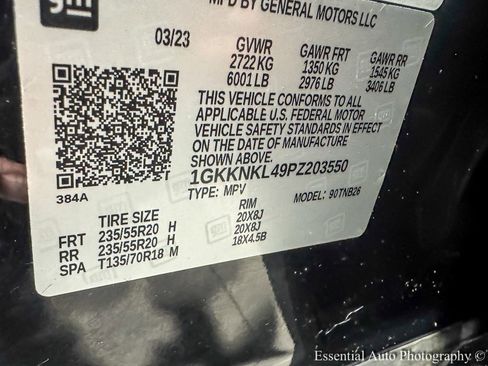 gm
MFD BY GENERAL MOTORS LLC
03/23 GVWR GAWR FRT GAWR RR
2722 KG 1350 KG 1545 KG
6001 LB 2976 LB 3406 LB
THIS VEHICLE CONFORMS TO ALL
APPLICABLE U.S. FEDERAL MOTOR
VEHICLE SAFETY STANDARDS IN EFFECT
ON THE DATE OF MANUFACTURE
SHOWN ABOVE.
1GKKNKL49PZ203550
384A TYPE: MPV MODEL: 90TNB26
TIRE SIZE RIM
FRT 235/55R20 H 20X8J
RR 235/55R20 H 20X8J
SPA T135/70R18 M 18X4.5B
Essential Auto Photography ©